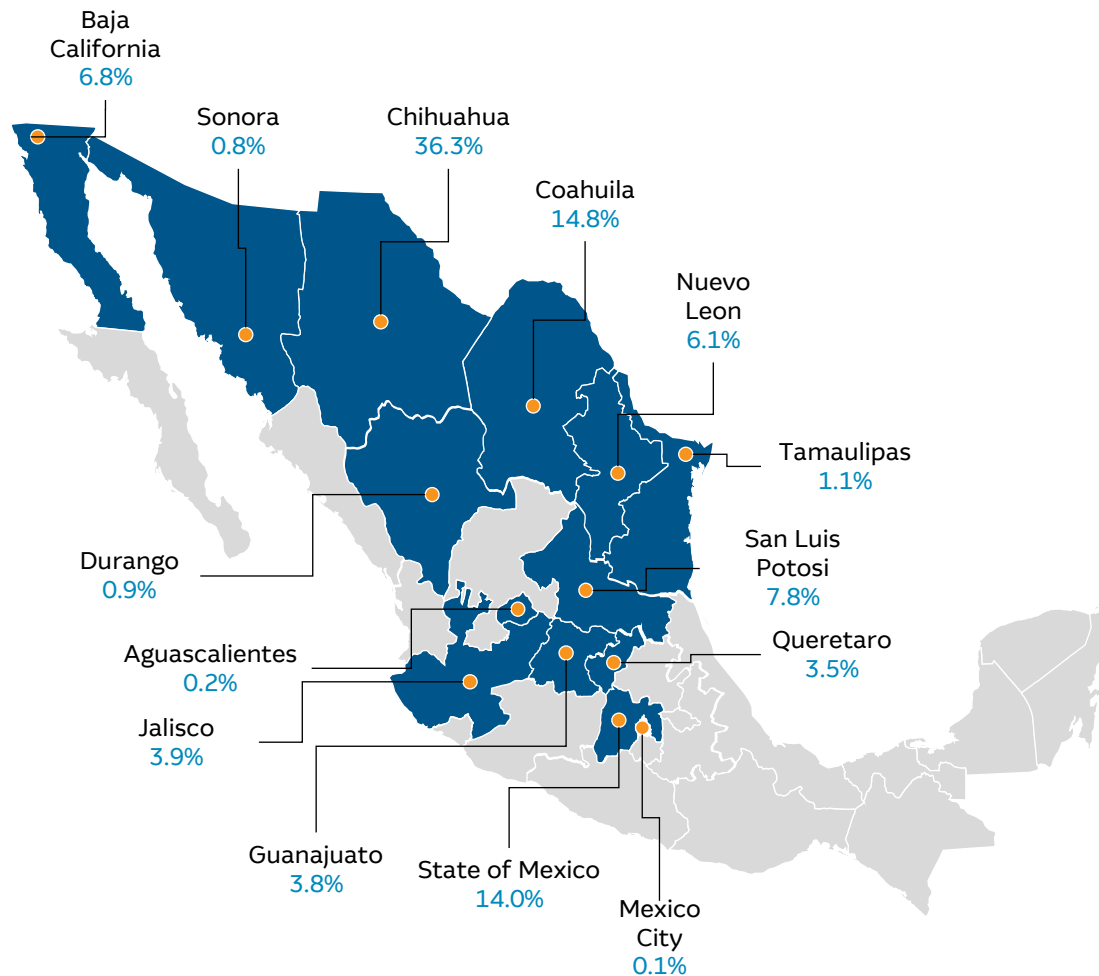 Baja
California
6.8%
Sonora
0.8%
Chihuahua
36.3%
Coahuila
14.8%
Nuevo
Leon
6.1%
Tamaulipas
1.1%
San Luis
Potosi
7.8%
Durango
0.9%
Queretaro
3.5%
Aguascalientes
0.2%
Jalisco
3.9%
Guanajuato
3.8%
State of Mexico
14.0%
Mexico
City
0.1%